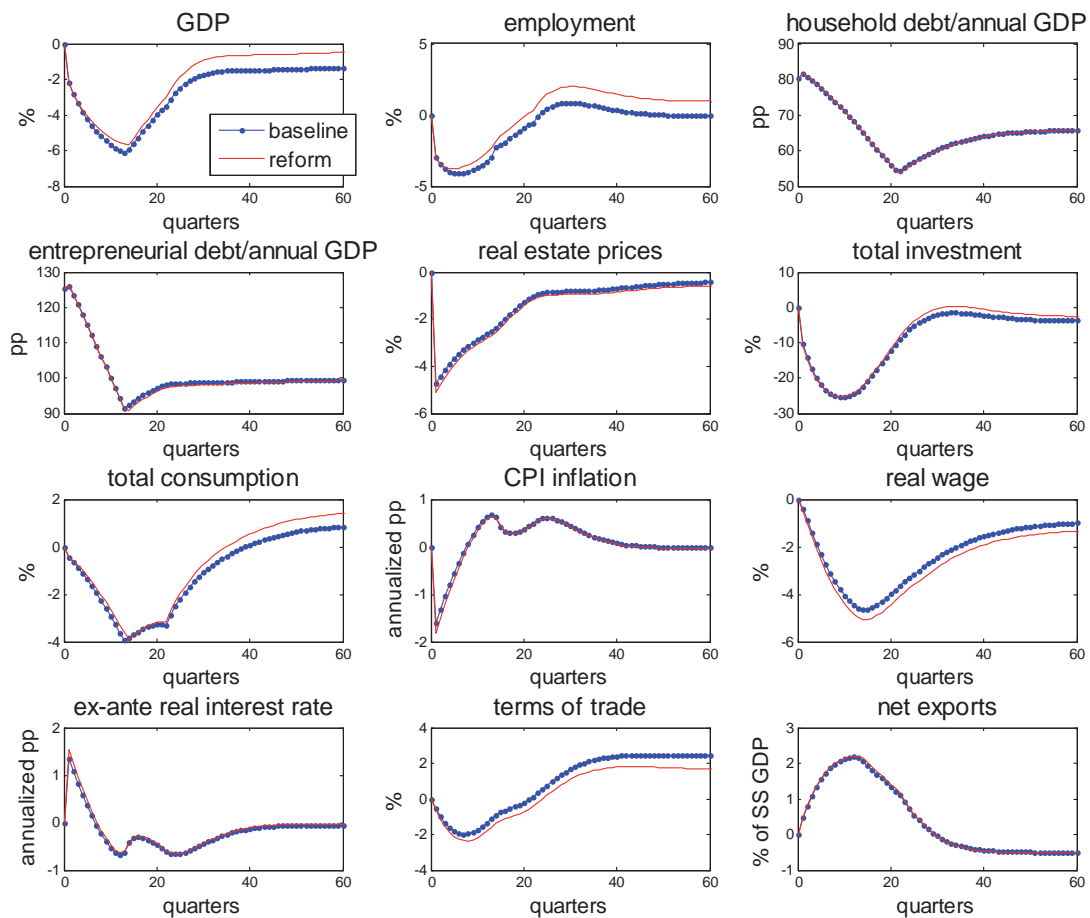 GDP
0
-2
-4
-6
-8
%
baseline
reform
0 20 40 60
quarters
employment
5
0
-5
%
0 20 40 60
quarters
household debt/annual GDP
90
80
70
60
50
pp
0 20 40 60
quarters
entrepreneurial debt/annual GDP
130
120
110
100
90
pp
0 20 40 60
quarters
real estate prices
0
-2
-4
-6
%
0 20 40 60
quarters
total investment
10
0
-10
-20
-30
%
0 20 40 60
quarters
total consumption
2
0
-2
-4
%
0 20 40 60
quarters
CPI inflation
1
0
-1
-2
annualized pp
0 20 40 60
quarters
real wage
0
-2
-4
-6
%
0 20 40 60
quarters
ex-ante real interest rate
2
1
0
-1
annualized pp
0 20 40 60
quarters
terms of trade
4
2
0
-2
-4
%
0 20 40 60
quarters
net exports
3
2
1
0
-1
% of SS GDP
0 20 40 60
quarters